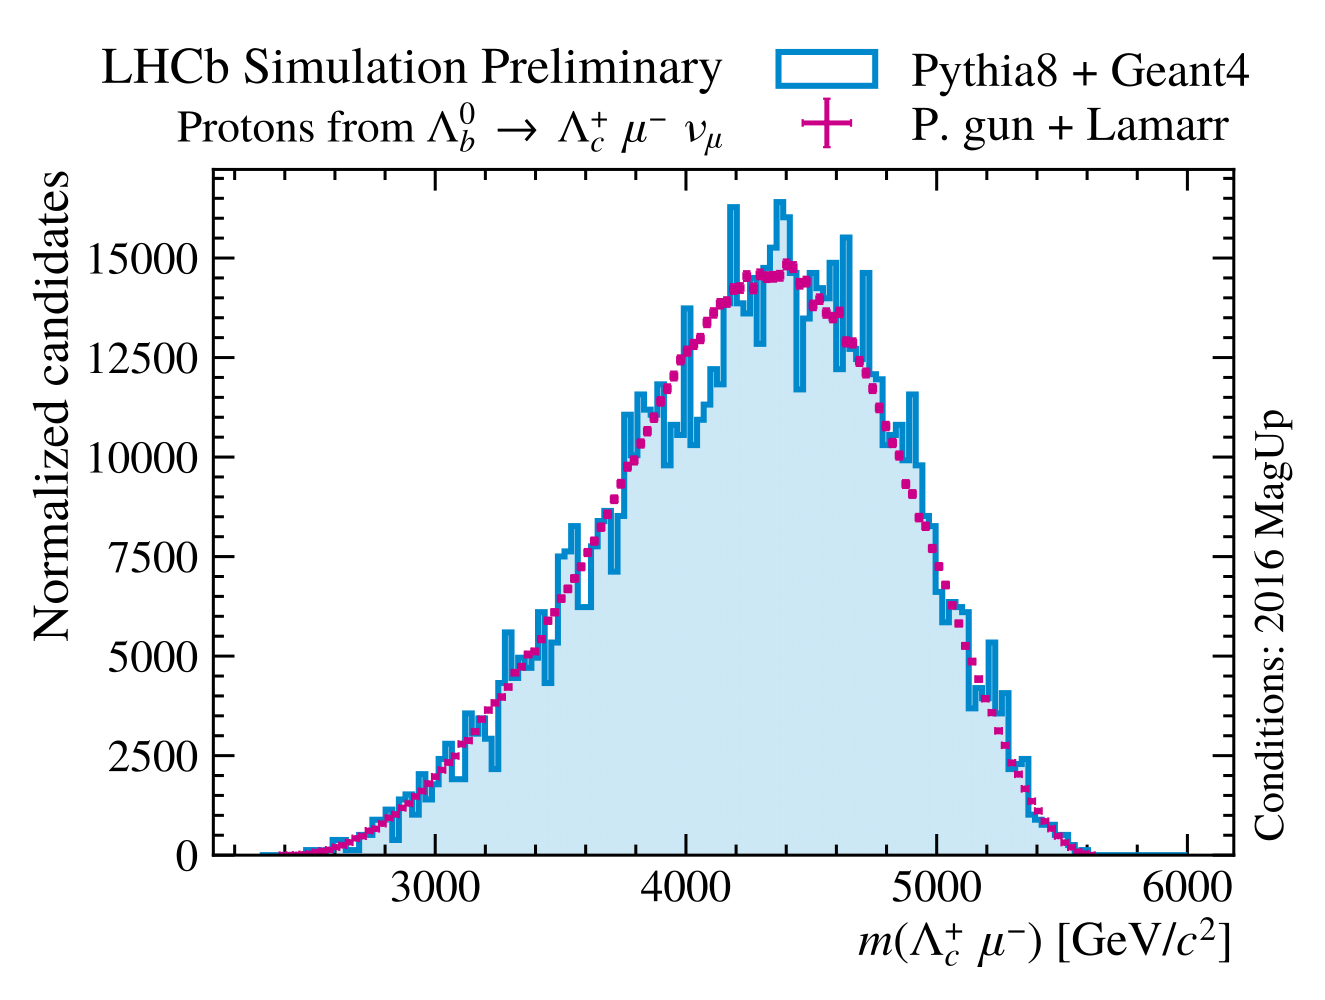 LHCb Simulation Preliminary
Protons from Λ_b^0 → Λ_c^+ μ^− ν_μ
Pythia8 + Geant4
P. gun + Lamarr
Normalized candidates
15000
12500
10000
7500
5000
2500
0
3000 4000 5000 6000
m(Λ_c^+ μ^−) [GeV/c^2]
Conditions: 2016 MagUp